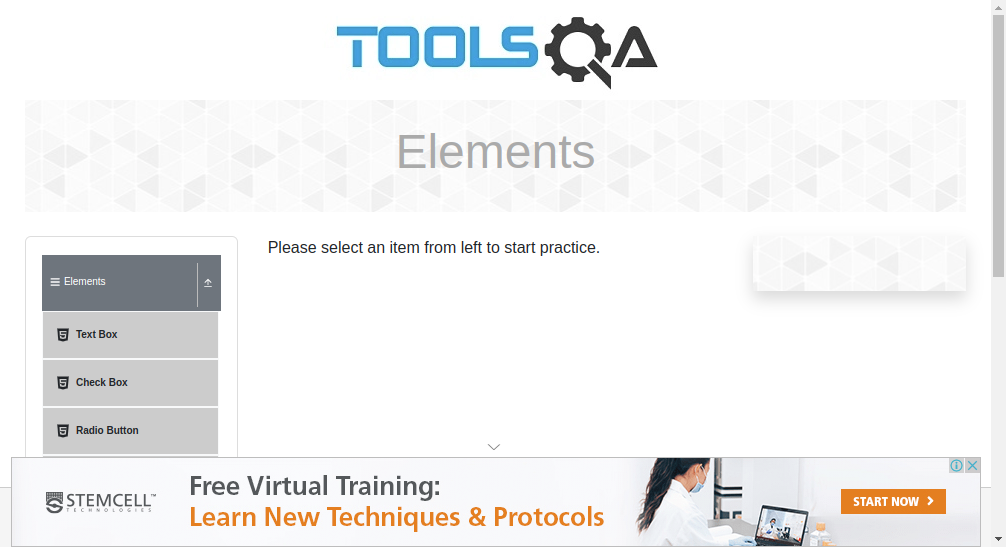 TOOLSQA
Elements
Elements
Text Box
Check Box
Radio Button
Please select an item from left to start practice.
STEMCELL™
TECHNOLOGIES
Free Virtual Training:
Learn New Techniques & Protocols
START NOW